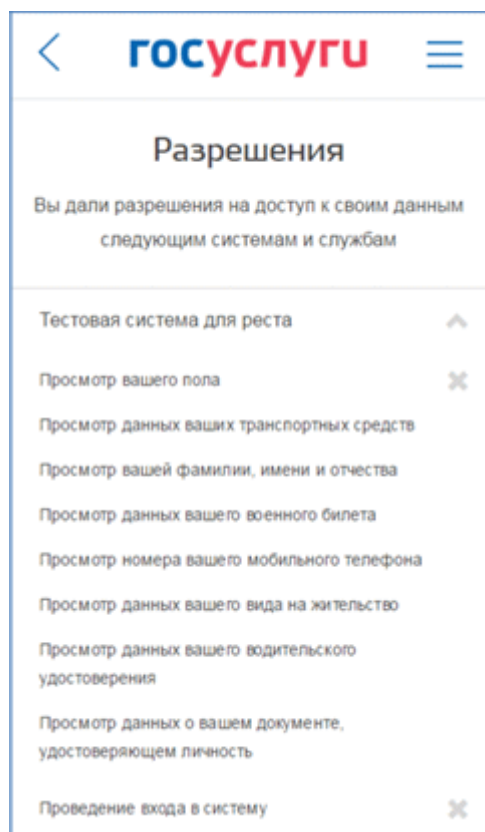 госуслуги
Разрешения
Вы дали разрешения на доступ к своим данным
следующим системам и службам
Тестовая система для реста
Просмотр вашего пола
Просмотр данных ваших транспортных средств
Просмотр вашей фамилии, имени и отчества
Просмотр данных вашего военного билета
Просмотр номера вашего мобильного телефона
Просмотр данных вашего вида на жительство
Просмотр данных вашего водительского
удостоверения
Просмотр данных о вашем документе,
удостоверяющем личность
Проведение входа в систему